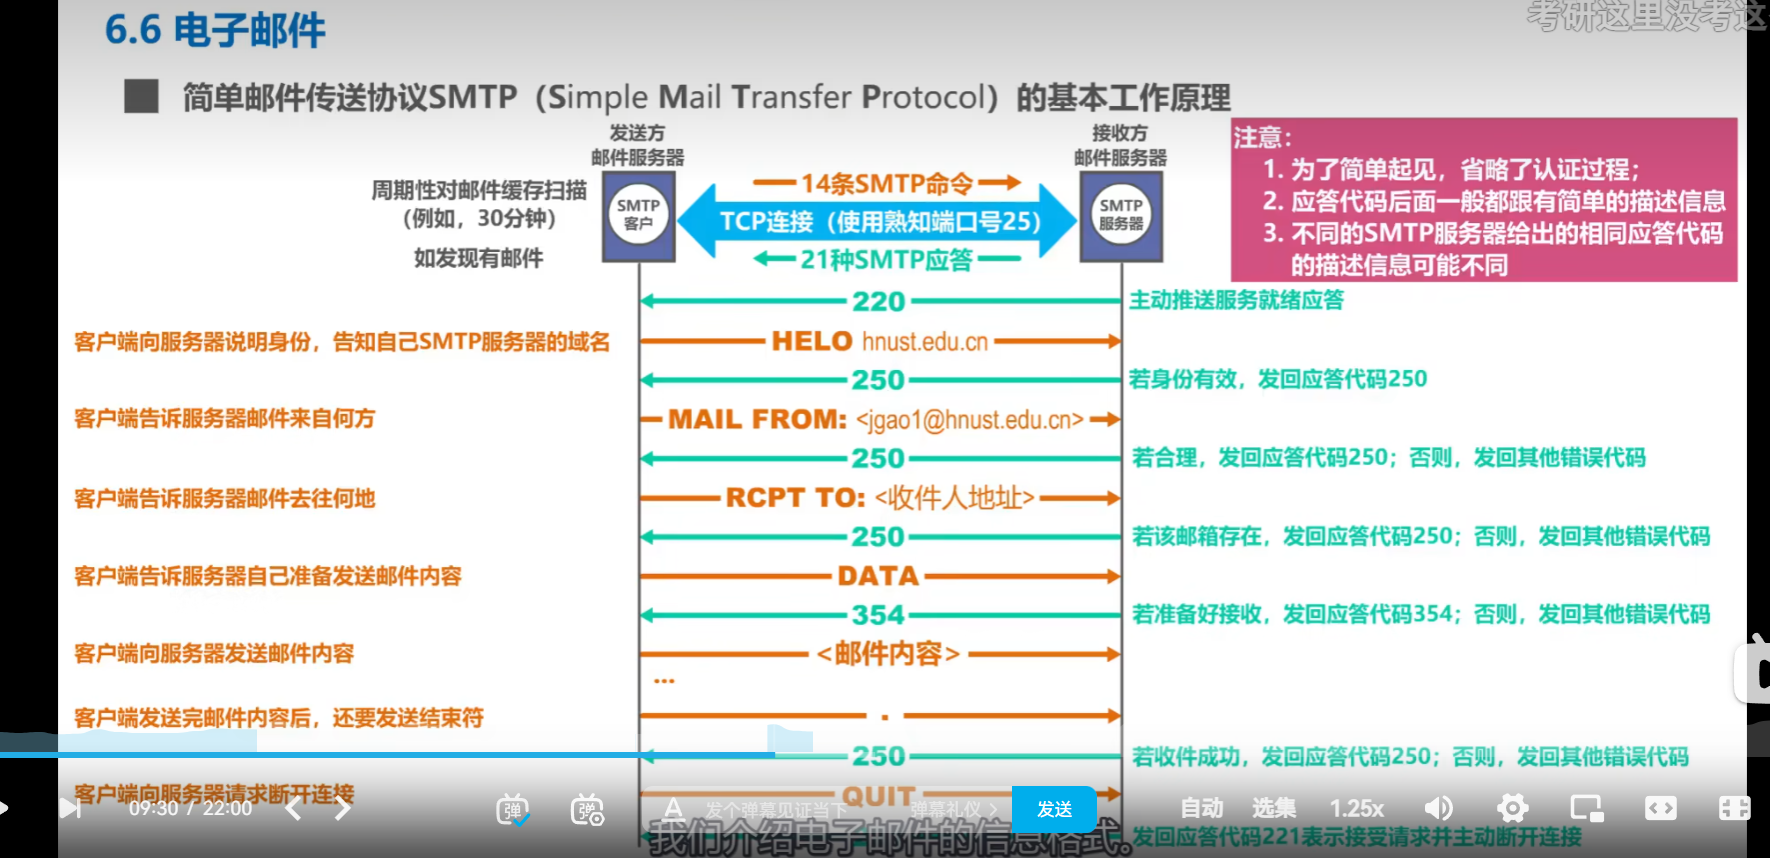 考研这里没考这
6.6 电子邮件
简单邮件传送协议SMTP（Simple Mail Transfer Protocol）的基本工作原理
发送方
邮件服务器
接收方
邮件服务器
注意：
1. 为了简单起见，省略了认证过程；
2. 应答代码后面一般都跟有简单的描述信息
3. 不同的SMTP服务器给出的相同应答代码
的描述信息可能不同
周期性对邮件缓存扫描
（例如，30分钟）
如发现有邮件
SMTP
客户
14条SMTP命令
TCP连接（使用熟知端口号25）
21种SMTP应答
SMTP
服务器
220
主动推送服务就绪应答
客户端向服务器说明身份，告知自己SMTP服务器的域名
HELO hnust.edu.cn
250
若身份有效，发回应答代码250
客户端告诉服务器邮件来自何方
MAIL FROM: <jgao1@hnust.edu.cn>
250
若合理，发回应答代码250；否则，发回其他错误代码
客户端告诉服务器邮件去往何地
RCPT TO: <收件人地址>
250
若该邮箱存在，发回应答代码250；否则，发回其他错误代码
客户端告诉服务器自己准备发送邮件内容
DATA
354
若准备好接收，发回应答代码354；否则，发回其他错误代码
客户端向服务器发送邮件内容
<邮件内容>
...
客户端发送完邮件内容后，还要发送结束符
.
250
若收件成功，发回应答代码250；否则，发回其他错误代码
客户端向服务器请求断开连接
QUIT
09:30 / 22:00
弹
弹
A
发个弹幕见证当下
弹幕礼仪 >
发送
自动
选集
1.25x
发回应答代码221表示接受请求并主动断开连接
我们介绍电子邮件的信息格式。